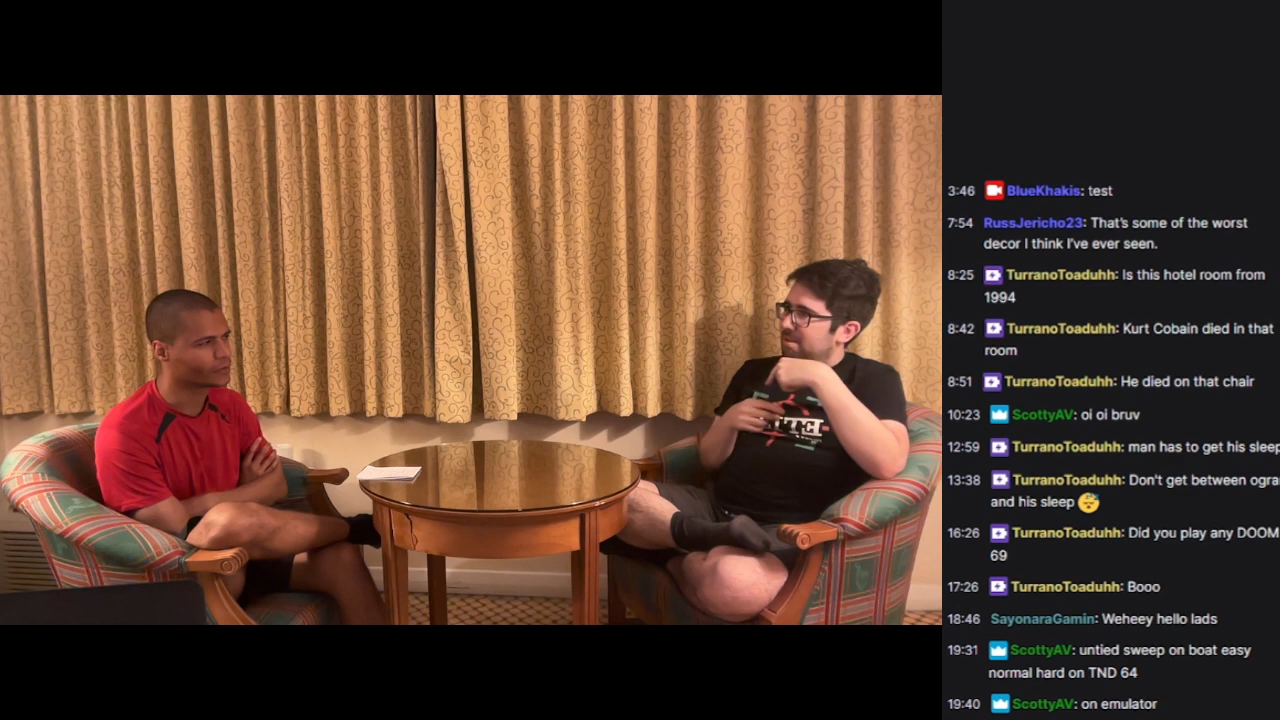 3:46 BlueKhakis: test
7:54 RussJericho23: That's some of the worst
decor I think I've ever seen.
8:25 TurranoToaduhh: Is this hotel room from
1994
8:42 TurranoToaduhh: Kurt Cobain died in that
room
8:51 TurranoToaduhh: He died on that chair
10:23 ScottyAV: oi oi bruv
12:59 TurranoToaduhh: man has to get his sleep
13:38 TurranoToaduhh: Don't get between ogra
and his sleep 😴
16:26 TurranoToaduhh: Did you play any DOOM
69
17:26 TurranoToaduhh: Booo
18:46 SayonaraGamin: Weheey hello lads
19:31 ScottyAV: untied sweep on boat easy
normal hard on TND 64
19:40 ScottyAV: on emulator